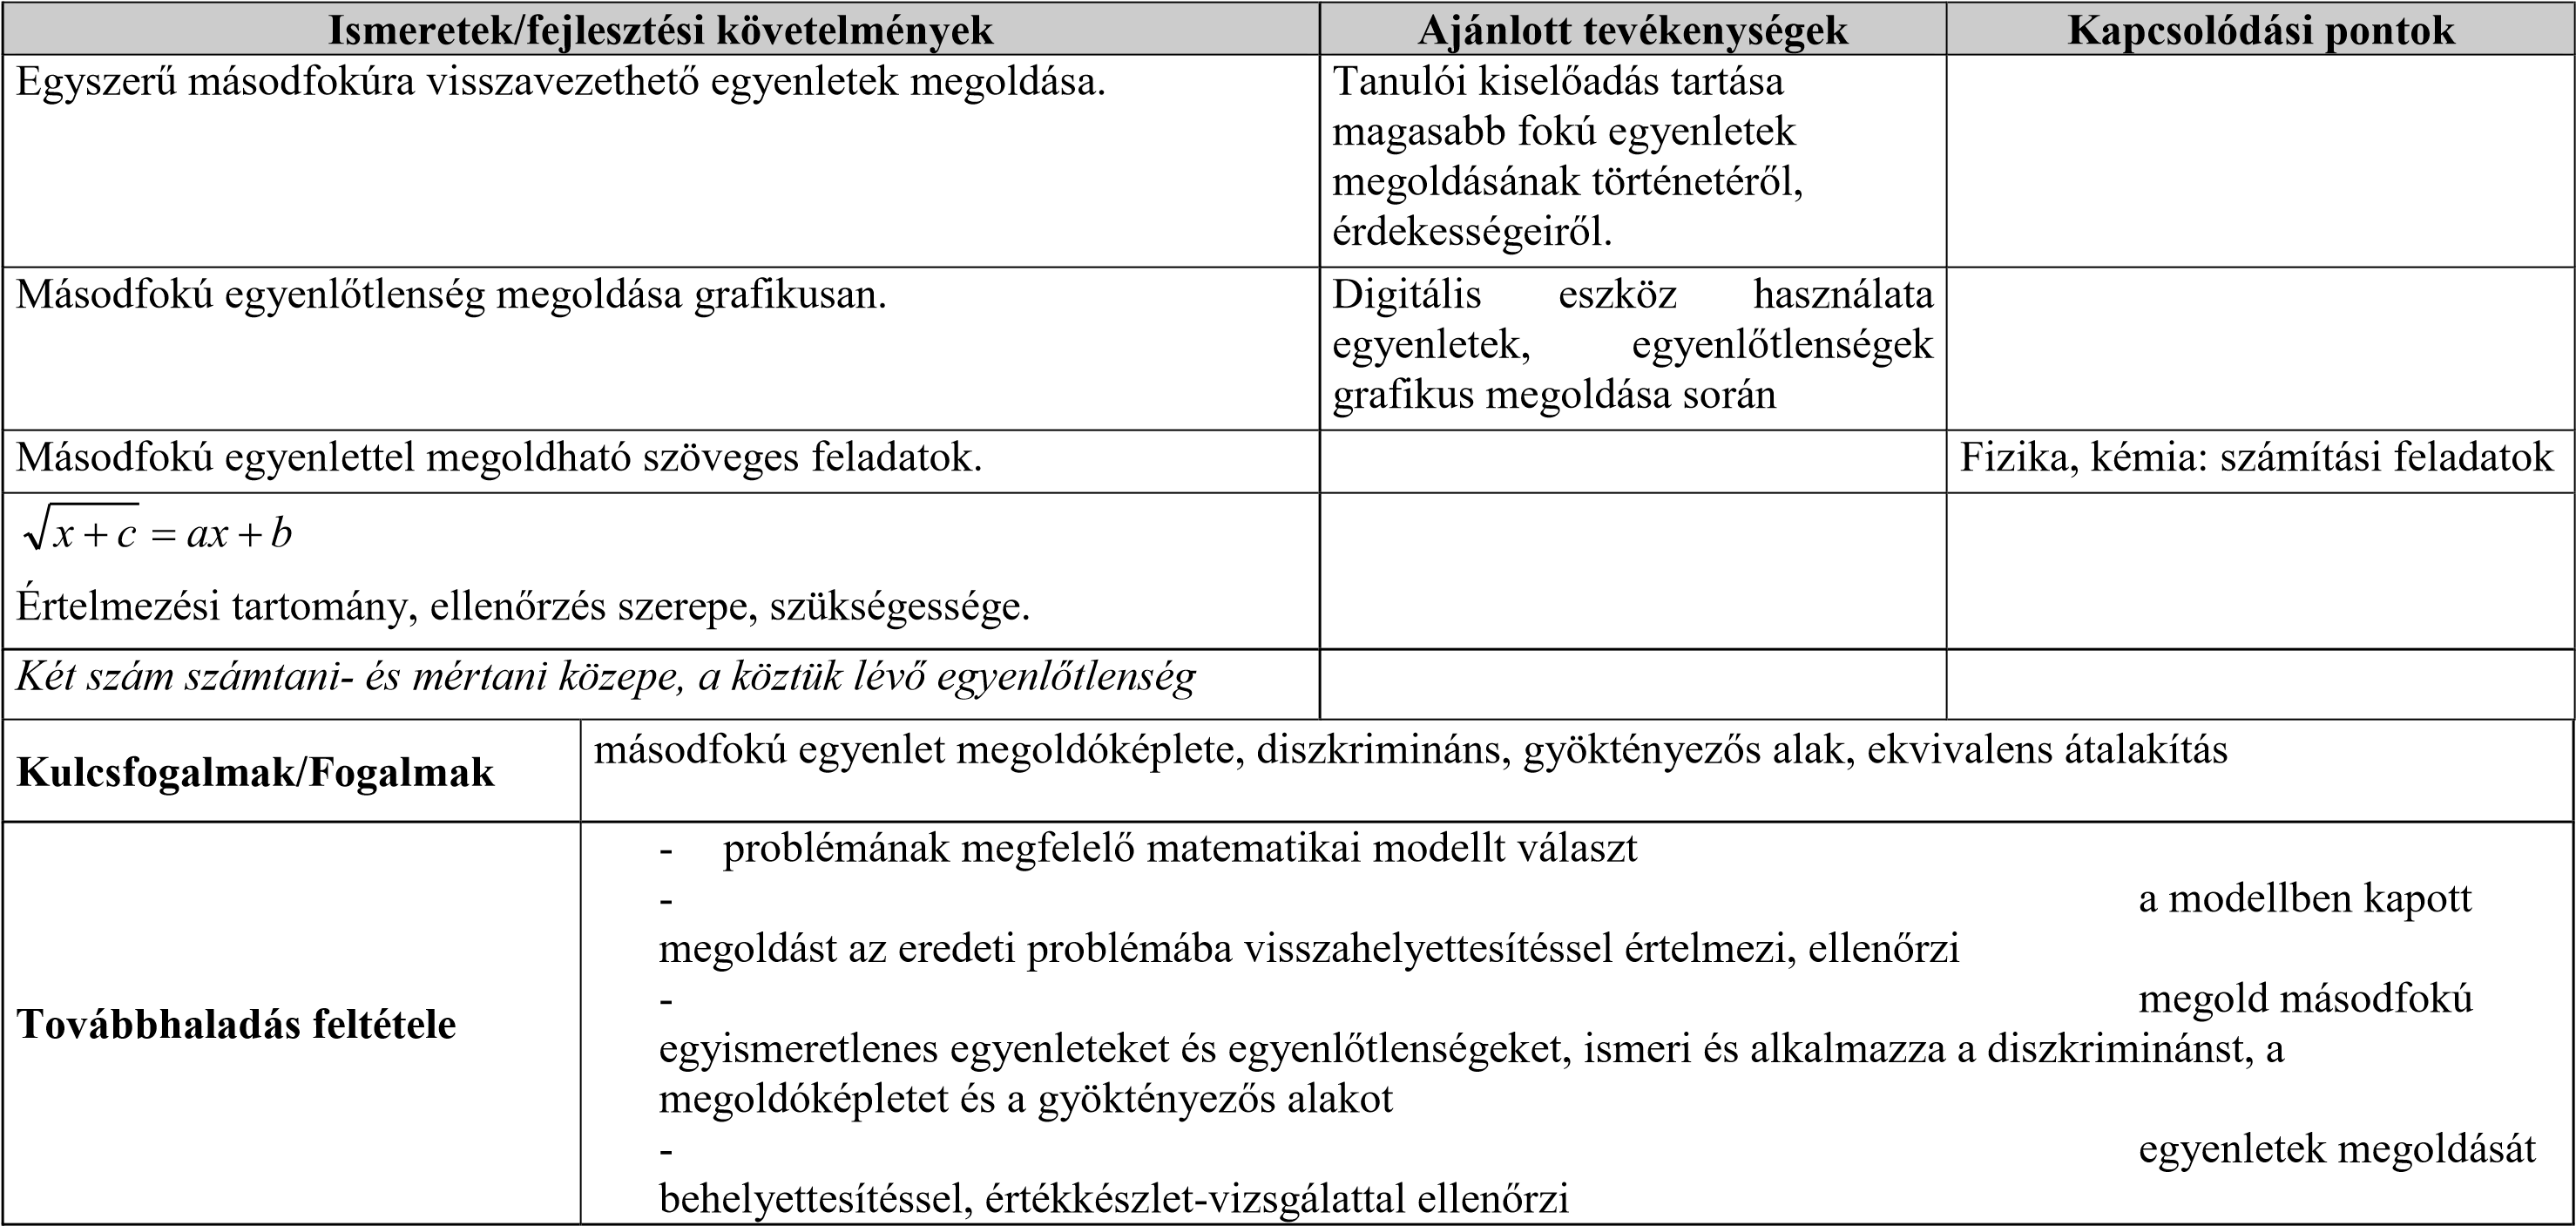 Ismeretek/fejlesztési követelmények
Ajánlott tevékenységek
Kapcsolódási pontok
Egyszerű másodfokúra visszavezethető egyenletek megoldása.
Tanulói kiselőadás tartása
magasabb fokú egyenletek
megoldásának történetéről,
érdekességeiről.
Másodfokú egyenlőtlenség megoldása grafikusan.
Digitális eszköz használata
egyenletek, egyenlőtlenségek
grafikus megoldása során
Másodfokú egyenlettel megoldható szöveges feladatok.
Fizika, kémia: számítási feladatok
√x + c = ax + b
Értelmezési tartomány, ellenőrzés szerepe, szükségessége.
Két szám számtani- és mértani közepe, a köztük lévő egyenlőtlenség
Kulcsfogalmak/Fogalmak
másodfokú egyenlet megoldóképlete, diszkrimináns, gyöktényezős alak, ekvivalens átalakítás
Továbbhaladás feltétele
- problémának megfelelő matematikai modellt választ
- a modellben kapott
megoldást az eredeti problémába visszahelyettesítéssel értelmezi, ellenőrzi
- megold másodfokú
egyismeretlenes egyenleteket és egyenlőtlenségeket, ismeri és alkalmazza a diszkriminánst, a
megoldóképletet és a gyöktényezős alakot
- egyenletek megoldását
behelyettesítéssel, értékkészlet-vizsgálattal ellenőrzi